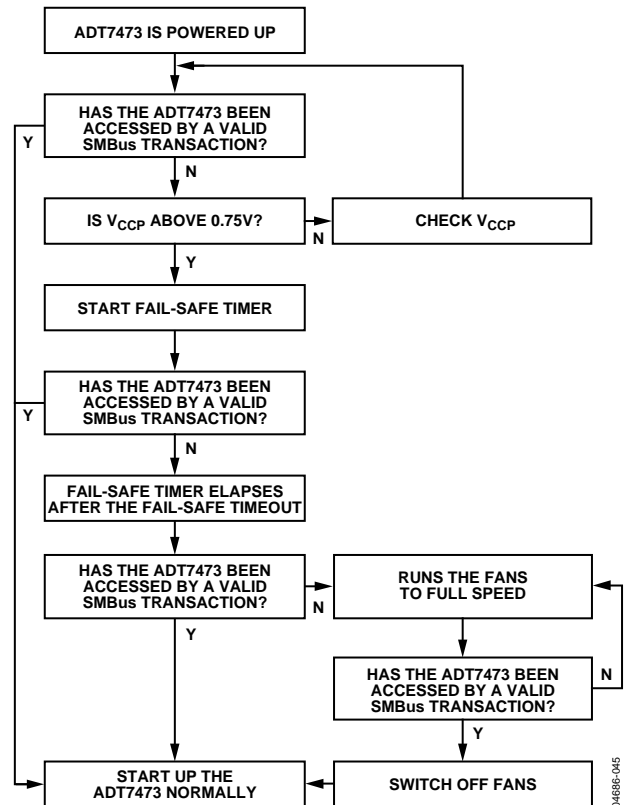 ADT7473 IS POWERED UP
HAS THE ADT7473 BEEN
ACCESSED BY A VALID
SMBus TRANSACTION?
Y
N
IS VCCP ABOVE 0.75V?
N
CHECK VCCP
Y
START FAIL-SAFE TIMER
HAS THE ADT7473 BEEN
ACCESSED BY A VALID
SMBus TRANSACTION?
Y
N
FAIL-SAFE TIMER ELAPSES
AFTER THE FAIL-SAFE TIMEOUT
HAS THE ADT7473 BEEN
ACCESSED BY A VALID
SMBus TRANSACTION?
N
RUNS THE FANS
TO FULL SPEED
Y
HAS THE ADT7473 BEEN
ACCESSED BY A VALID
SMBus TRANSACTION?
N
Y
START UP THE
ADT7473 NORMALLY
SWITCH OFF FANS
04686-045